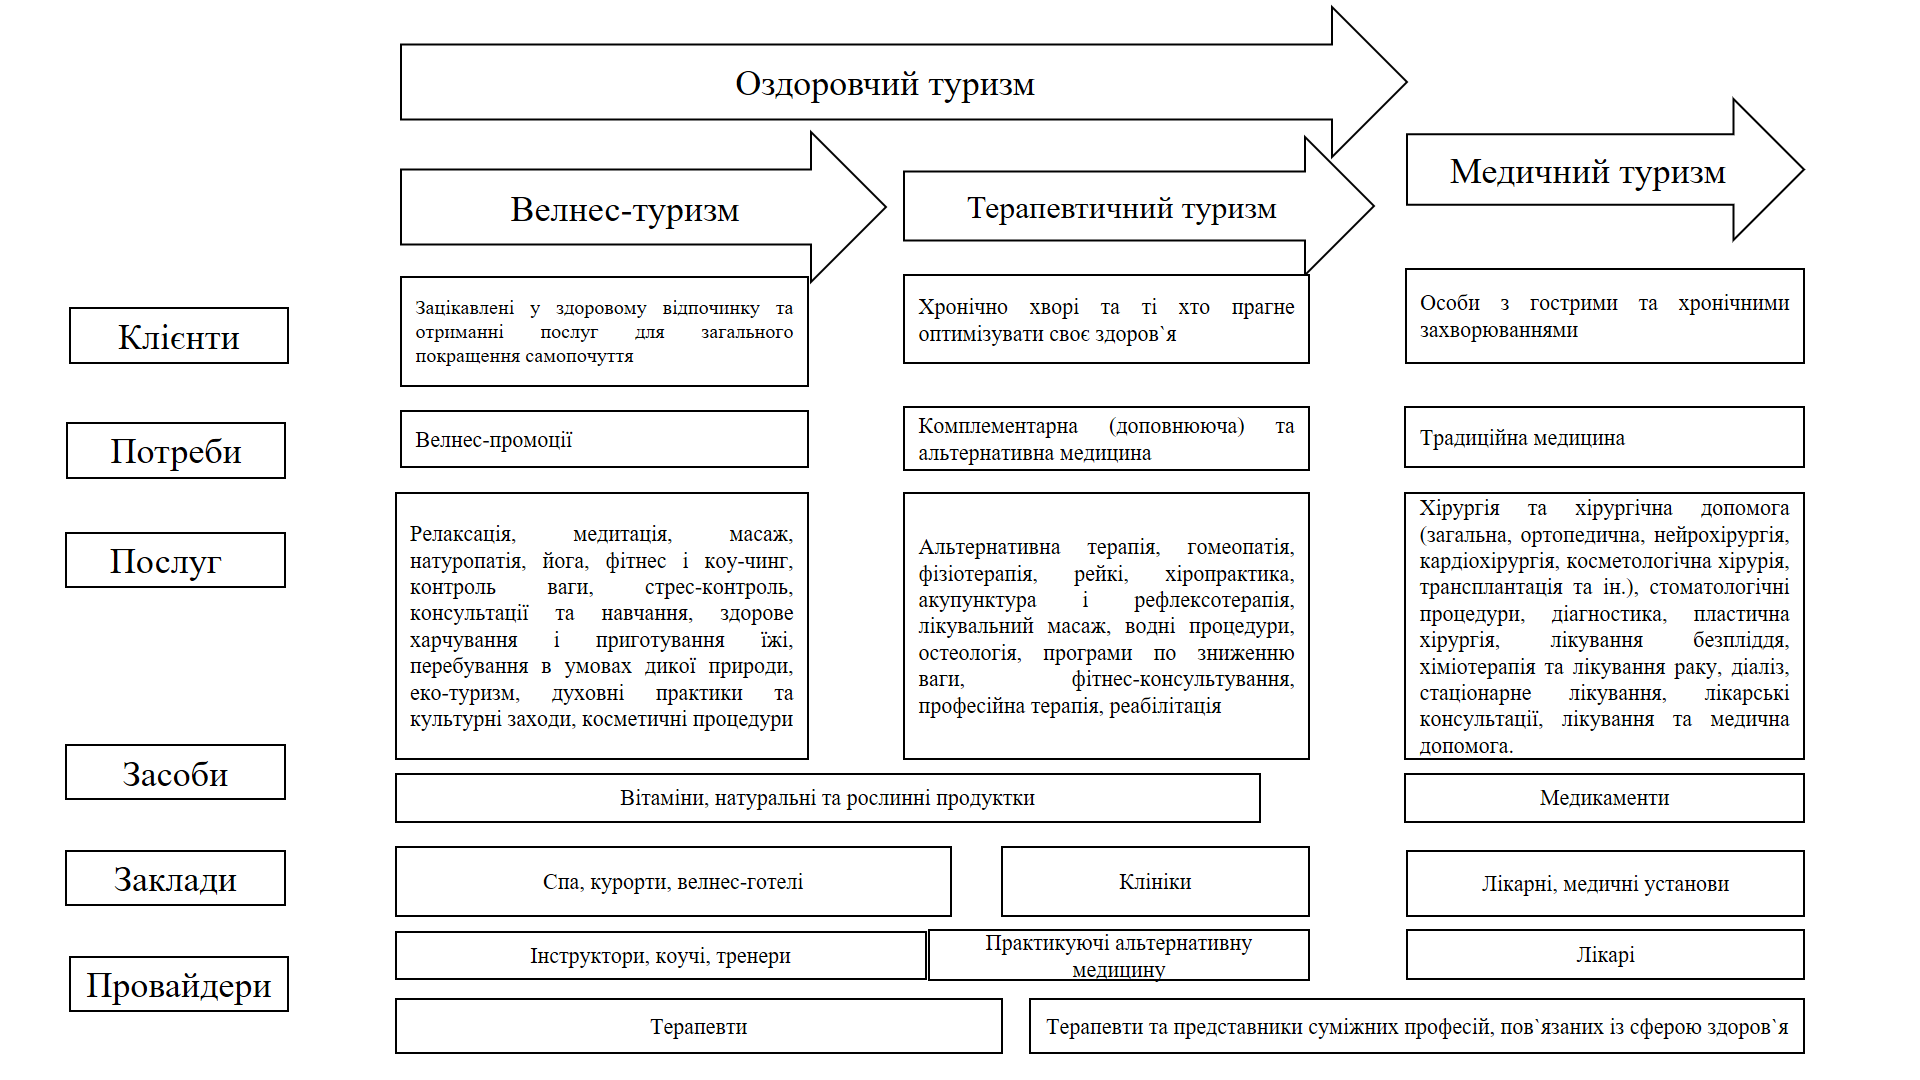 Оздоровчий туризм
Медичний туризм
Велнес-туризм
Терапевтичний туризм
Клієнти
Зацікавлені у здоровому відпочинку та
отриманні послуг для загального
покращення самопочуття
Хронічно хворі та ті хто прагне
оптимізувати своє здоров`я
Особи з гострими та хронічними
захворюваннями
Потреби
Велнес-промоції
Комплементарна (доповнююча) та
альтернативна медицина
Традиційна медицина
Послуг
Релаксація, медитація, масаж,
натуропатія, йога, фітнес і коу-чинг,
контроль ваги, стрес-контроль,
консультації та навчання, здорове
харчування і приготування їжі,
перебування в умовах дикої природи,
еко-туризм, духовні практики та
культурні заходи, косметичні процедури
Альтернативна терапія, гомеопатія,
фізіотерапія, рейкі, хіропрактика,
акупунктура і рефлексотерапія,
лікувальний масаж, водні процедури,
остеологія, програми по зниженню
ваги, фітнес-консультування,
професійна терапія, реабілітація
Хірургія та хірургічна допомога
(загальна, ортопедична, нейрохірургія,
кардіохірургія, косметологічна хірурія,
трансплантація та ін.), стоматологічні
процедури, діагностика, пластична
хірургія, лікування безпліддя,
хіміотерапія та лікування раку, діаліз,
стаціонарне лікування, лікарські
консультації, лікування та медична
допомога.
Засоби
Вітаміни, натуральні та рослинні продуктки
Медикаменти
Заклади
Спа, курорти, велнес-готелі
Клініки
Лікарні, медичні установи
Провайдери
Інструктори, коучі, тренери
Практикуючі альтернативну
медицину
Лікарі
Терапевти
Терапевти та представники суміжних професій, пов`язаних із сферою здоров`я